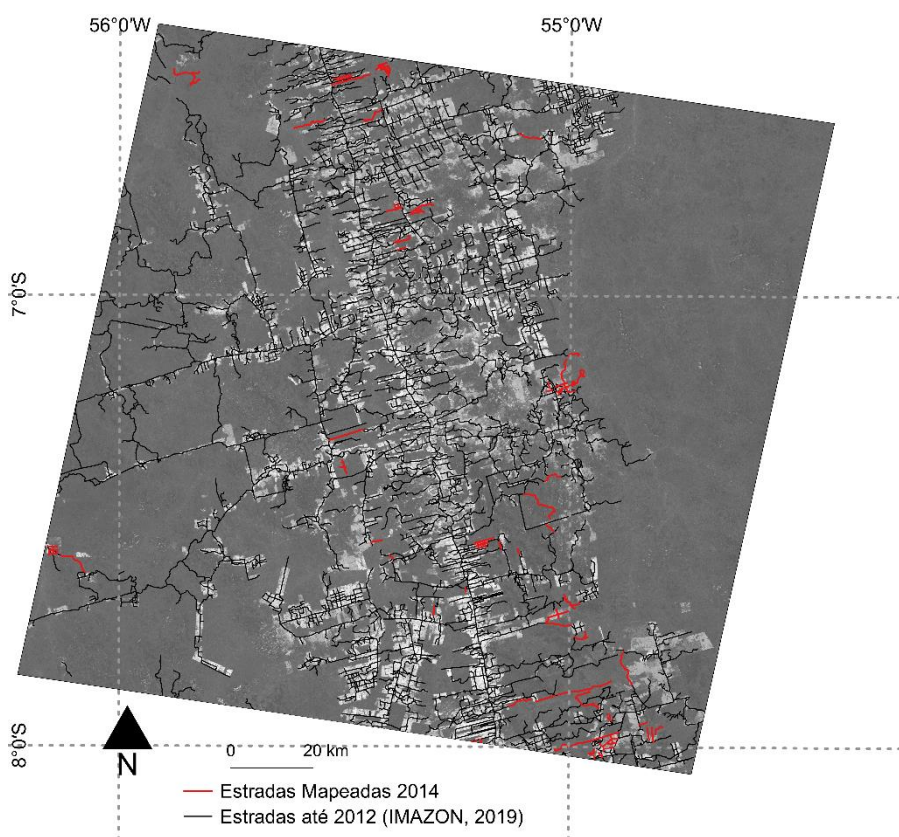 56°0'W 55°0'W
7°0'S
8°0'S
N
0 20 km
Estradas Mapeadas 2014
Estradas até 2012 (IMAZON, 2019)